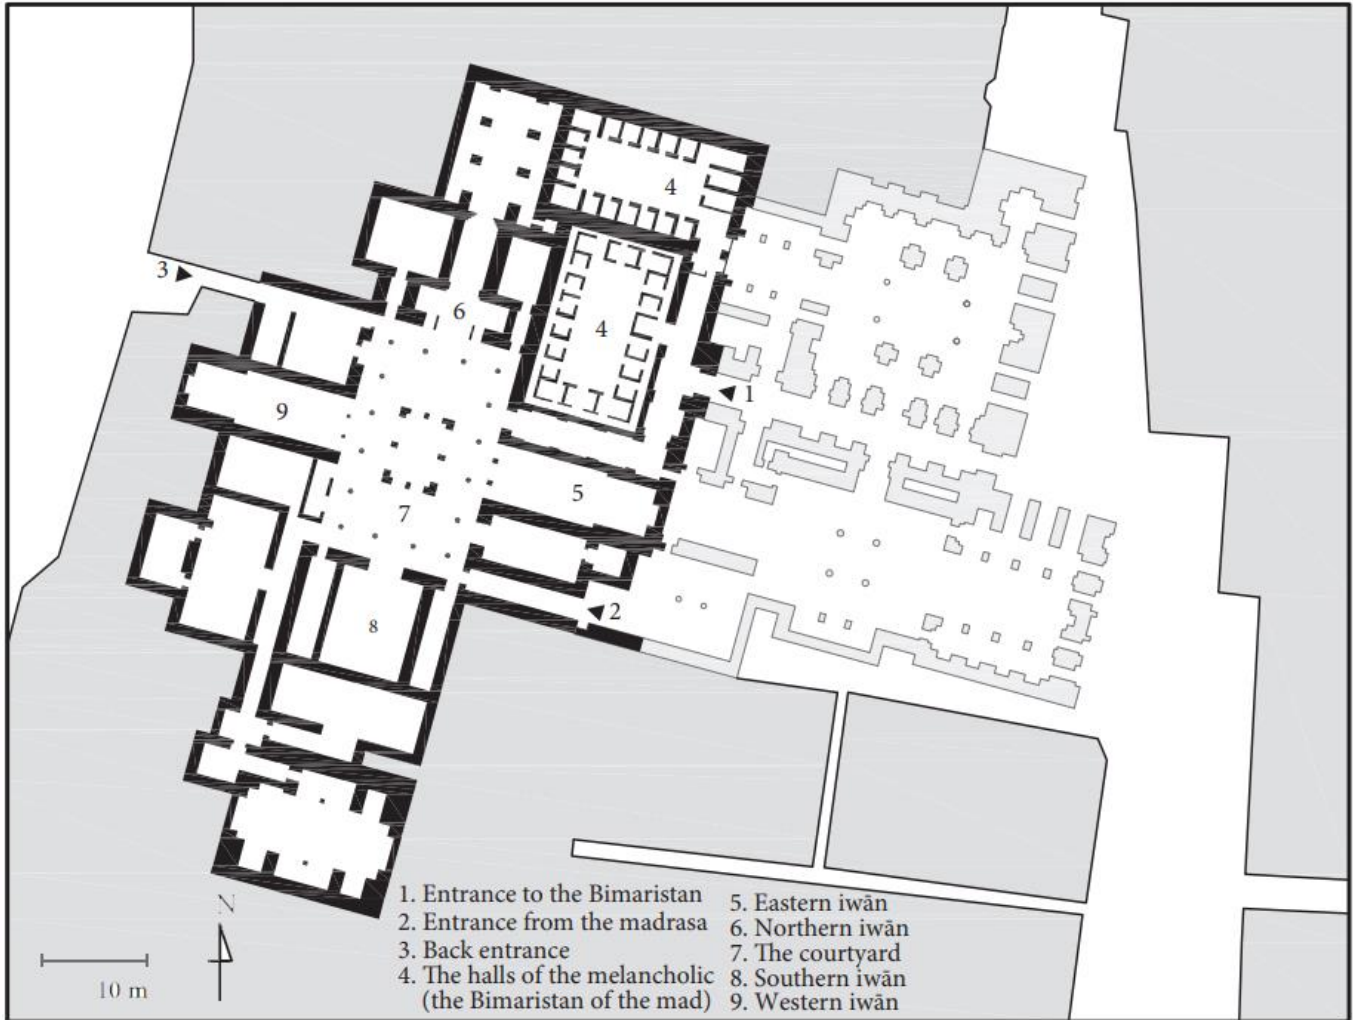 4
3
6
4
1
9
5
7
2
8
1. Entrance to the Bimaristan
2. Entrance from the madrasa
3. Back entrance
4. The halls of the melancholic
(the Bimaristan of the mad)
5. Eastern iwān
6. Northern iwān
7. The courtyard
8. Southern iwān
9. Western iwān
N
10 m